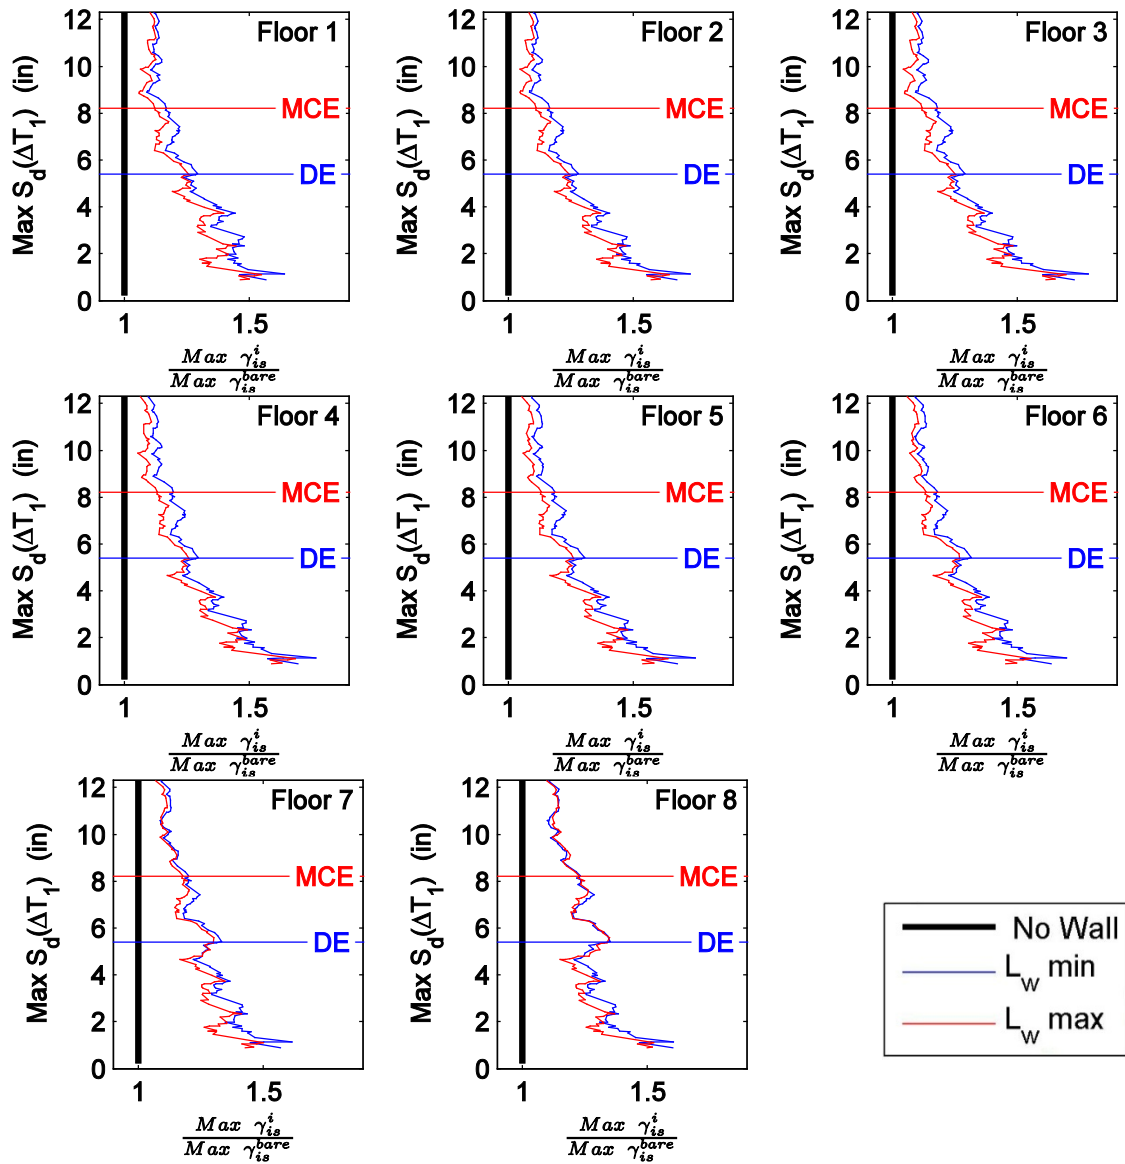 12
10
8
6
4
2
0
Max S_d(ΔT_1) (in)
Floor 1
MCE
DE
1 1.5
Max γ_is^i
Max γ_is^bare
12
10
8
6
4
2
0
Max S_d(ΔT_1) (in)
Floor 2
MCE
DE
1 1.5
Max γ_is^i
Max γ_is^bare
12
10
8
6
4
2
0
Max S_d(ΔT_1) (in)
Floor 3
MCE
DE
1 1.5
Max γ_is^i
Max γ_is^bare
12
10
8
6
4
2
0
Max S_d(ΔT_1) (in)
Floor 4
MCE
DE
1 1.5
Max γ_is^i
Max γ_is^bare
12
10
8
6
4
2
0
Max S_d(ΔT_1) (in)
Floor 5
MCE
DE
1 1.5
Max γ_is^i
Max γ_is^bare
12
10
8
6
4
2
0
Max S_d(ΔT_1) (in)
Floor 6
MCE
DE
1 1.5
Max γ_is^i
Max γ_is^bare
12
10
8
6
4
2
0
Max S_d(ΔT_1) (in)
Floor 7
MCE
DE
1 1.5
Max γ_is^i
Max γ_is^bare
12
10
8
6
4
2
0
Max S_d(ΔT_1) (in)
Floor 8
MCE
DE
1 1.5
Max γ_is^i
Max γ_is^bare
No Wall
L_w min
L_w max